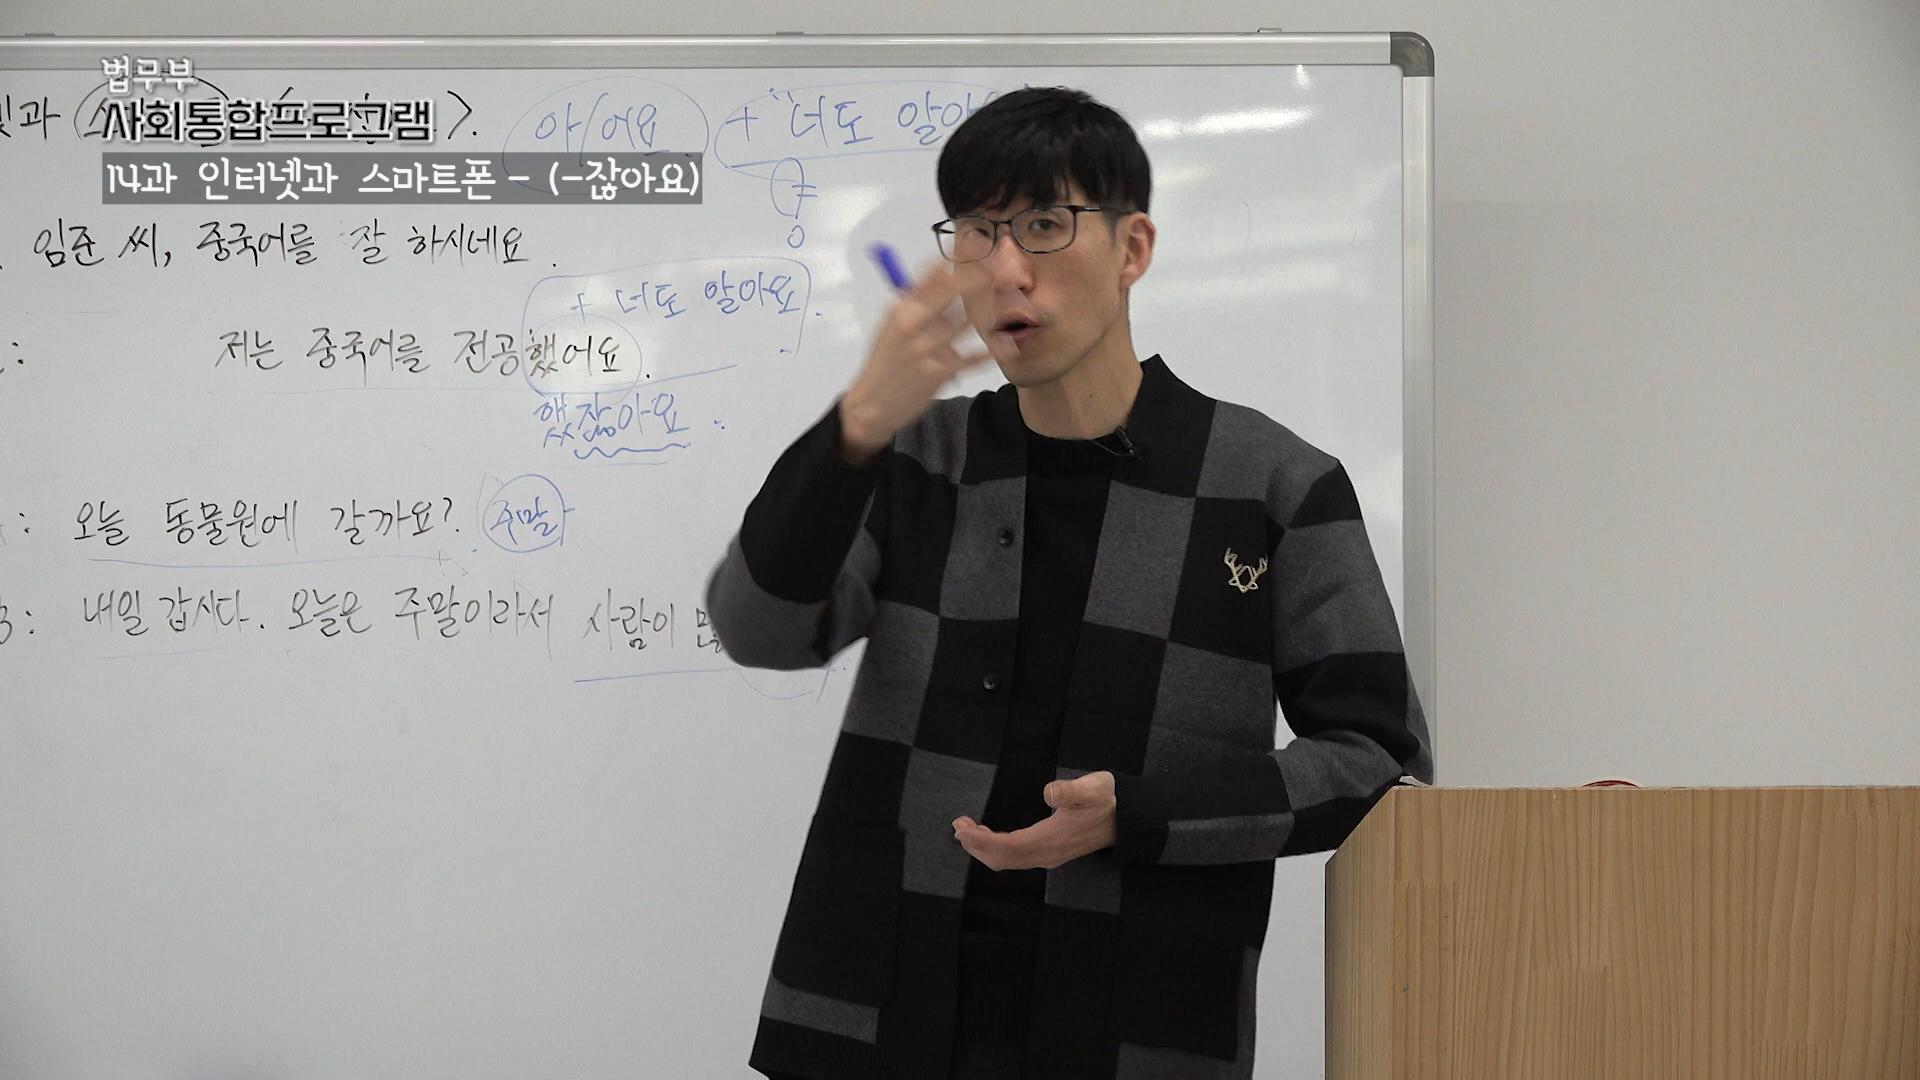 법무부
사회통합프로그램
14과 인터넷과 스마트폰 - (-잖아요)
과
아/어요
+ "너도 알아
임준 씨, 중국어를 잘 하시네요.
+ 너도 알아요.
저는 중국어를 전공했어요.
했잖아요.
: 오늘 동물원에 갈까요? 주말
: 내일 갑시다. 오늘은 주말이라서 사람이